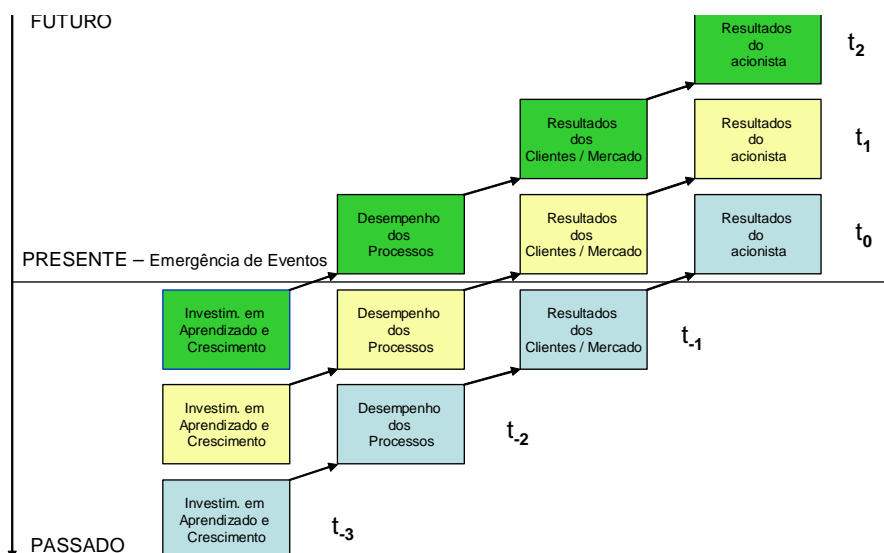 FUTURO
Resultados
do
acionista
t2
Resultados
dos
Clientes / Mercado
Resultados
do
acionista
t1
Desempenho
dos
Processos
Resultados
dos
Clientes / Mercado
Resultados
do
acionista
t0
PRESENTE – Emergência de Eventos
Investim. em
Aprendizado e
Crescimento
Desempenho
dos
Processos
Resultados
dos
Clientes / Mercado
t-1
Investim. em
Aprendizado e
Crescimento
Desempenho
dos
Processos
t-2
Investim. em
Aprendizado e
Crescimento
t-3
PASSADO